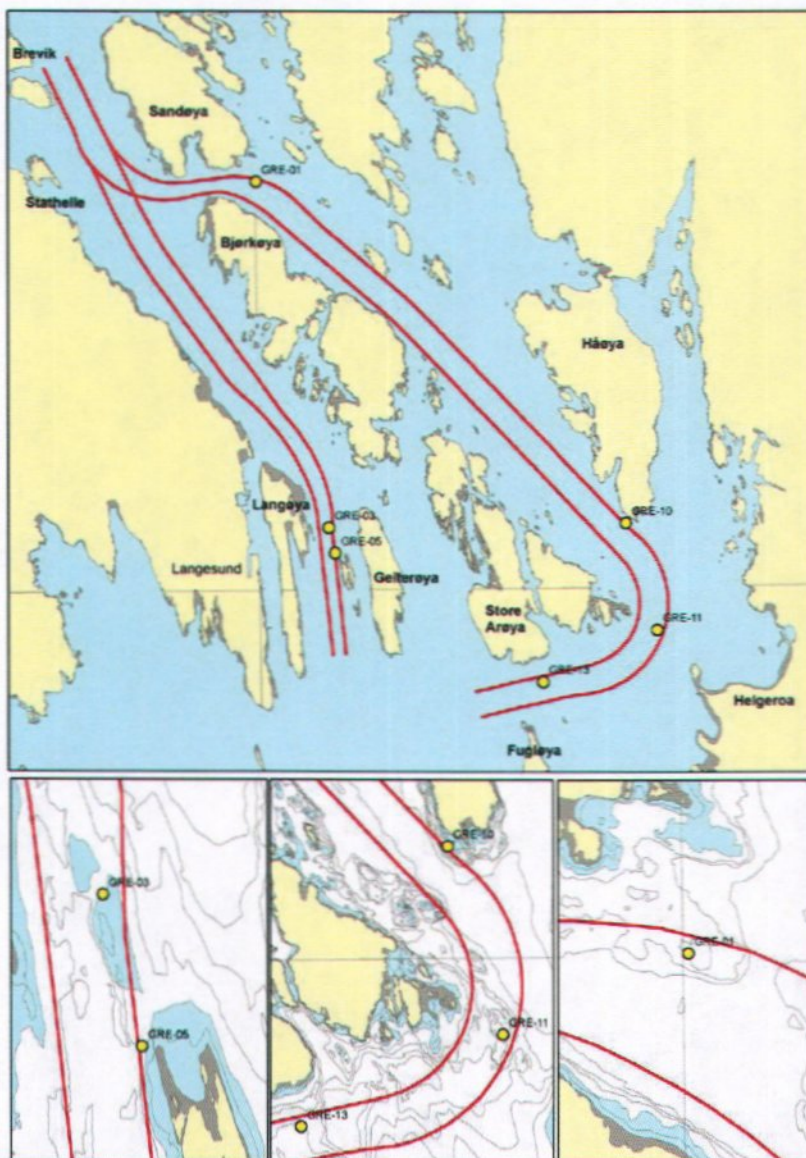 Brevik
Sandøya
GRE-01
Stathelle
Bjørkøya
Håøya
Langøya
GRE-03
GRE-10
GRE-05
Langesund
Geiterøya
Store
Arøya
GRE-11
GRE-13
Helgeroa
Fugløya
GRE-03
GRE-05
GRE-10
GRE-11
GRE-13
GRE-01